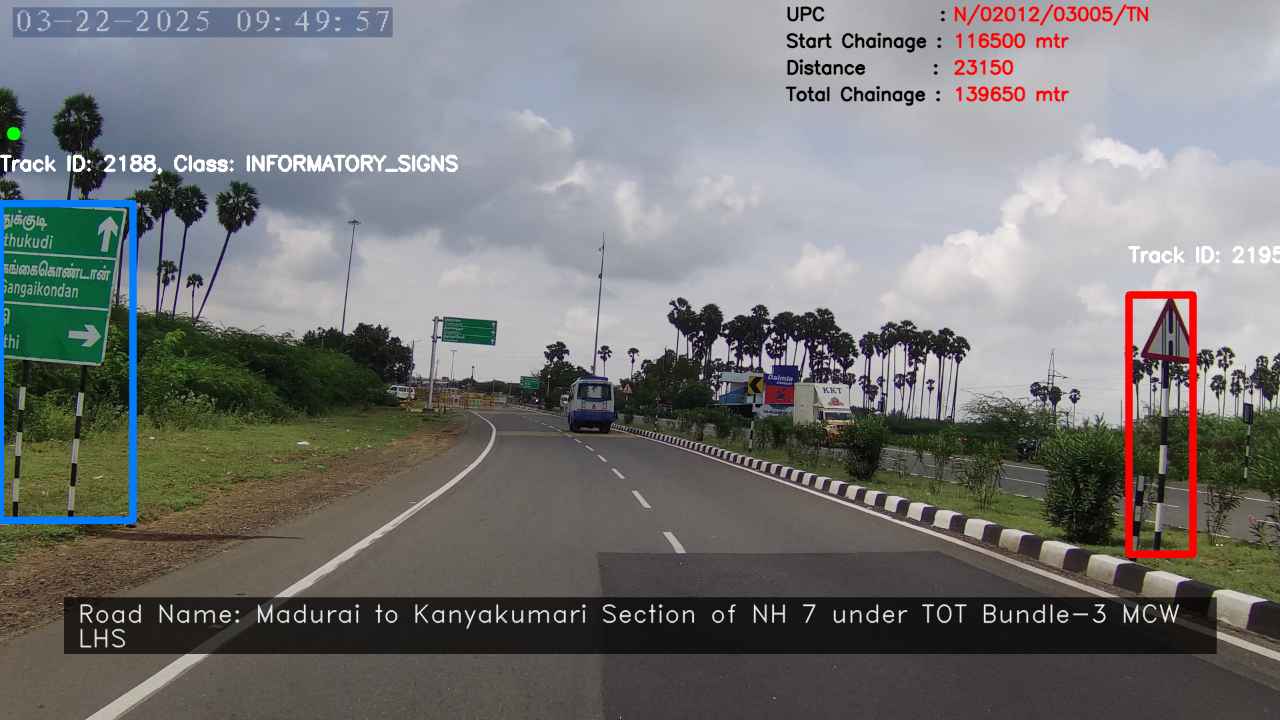 03-22-2025 09:49:57
UPC : N/02012/03005/TN
Start Chainage : 116500 mtr
Distance : 23150
Total Chainage : 139650 mtr
Track ID: 2188, Class: INFORMATORY_SIGNS
துக்குடி
thukudi
கங்கைகொண்டான்
Gangaikondan
thi
Track ID: 2195
Dalmia
KKT
Road Name: Madurai to Kanyakumari Section of NH 7 under TOT Bundle-3 MCW
LHS